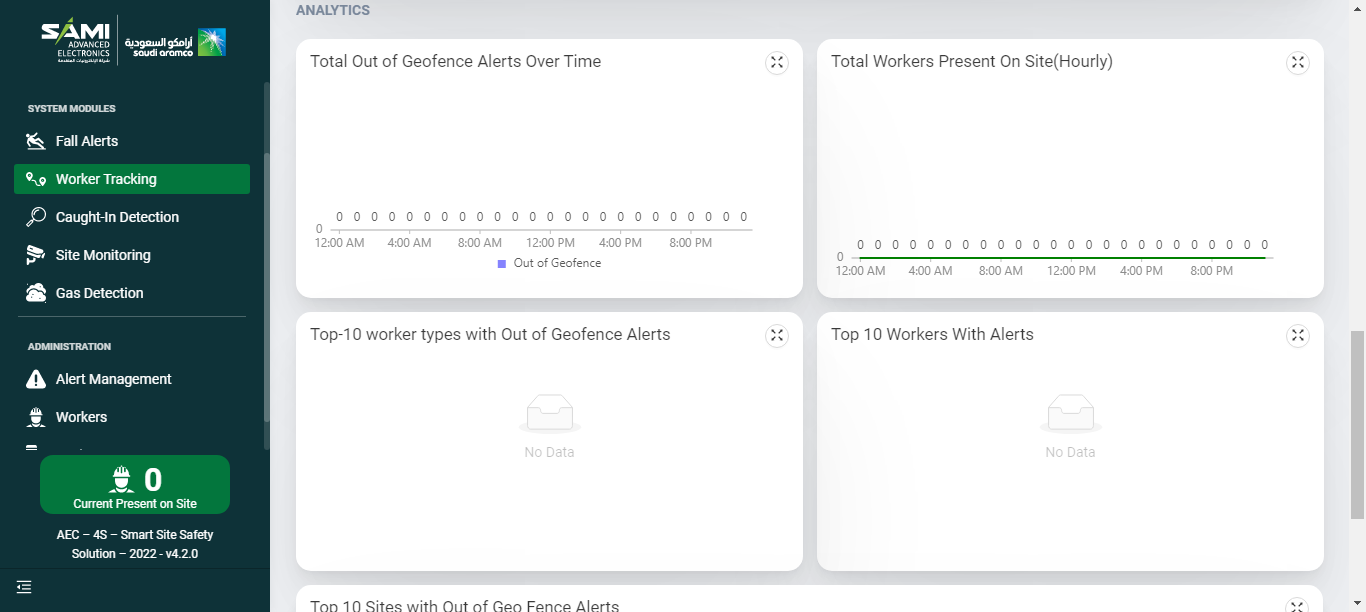 SAMI
ADVANCED
ELECTRONICS
شركة الإلكترونيات المتقدمة
أرامكو السعودية
saudi aramco
SYSTEM MODULES
Fall Alerts
Worker Tracking
Caught-In Detection
Site Monitoring
Gas Detection
ADMINISTRATION
Alert Management
Workers
0
Current Present on Site
AEC – 4S – Smart Site Safety
Solution – 2022 - v4.2.0
ANALYTICS
Total Out of Geofence Alerts Over Time
0 0 0 0 0 0 0 0 0 0 0 0 0 0 0 0 0 0 0 0 0 0 0 0
0
12:00 AM 4:00 AM 8:00 AM 12:00 PM 4:00 PM 8:00 PM
Out of Geofence
Total Workers Present On Site(Hourly)
0 0 0 0 0 0 0 0 0 0 0 0 0 0 0 0 0 0 0 0 0 0 0 0
0
12:00 AM 4:00 AM 8:00 AM 12:00 PM 4:00 PM 8:00 PM
Top-10 worker types with Out of Geofence Alerts
No Data
Top 10 Workers With Alerts
No Data
Top 10 Sites with Out of Geo Fence Alerts